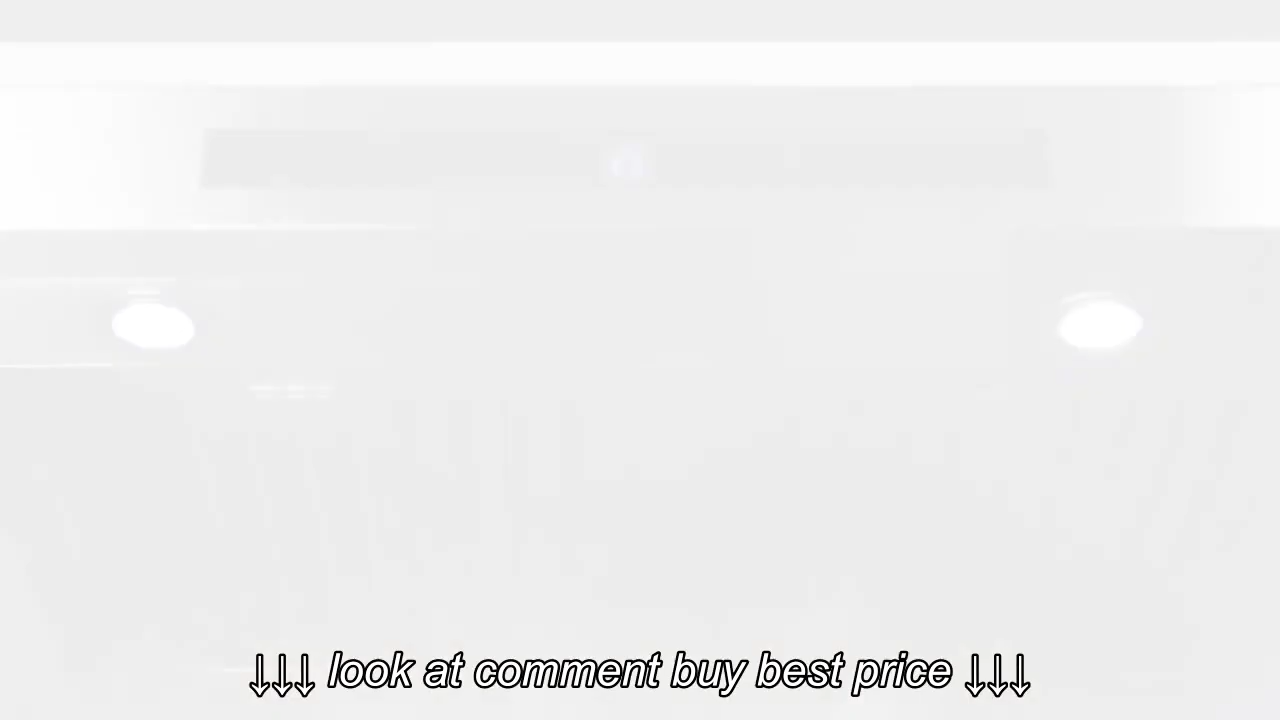 ↓↓↓ look at comment buy best price ↓↓↓